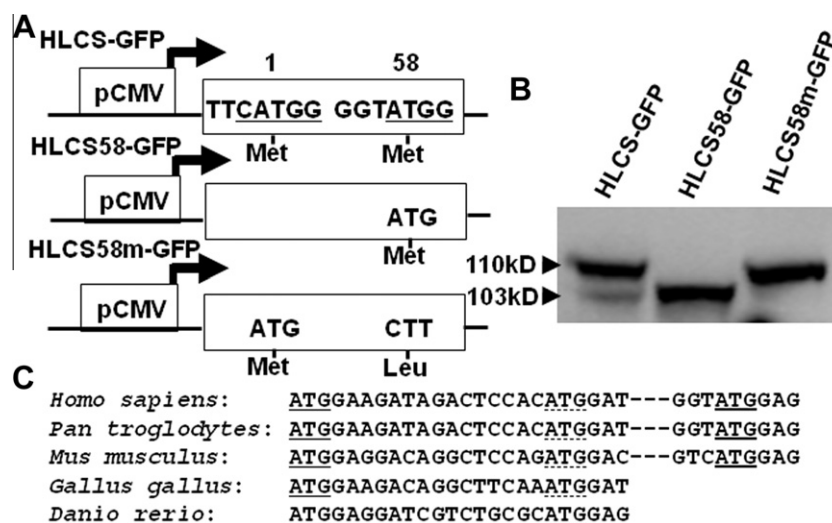 A
HLCS-GFP
1 58
pCMV
TTCATGG GGTATGG
Met Met
HLCS58-GFP
pCMV
ATG
Met
HLCS58m-GFP
pCMV
ATG CTT
Met Leu
B
HLCS-GFP
HLCS58-GFP
HLCS58m-GFP
110kD
103kD
C
Homo sapiens: ATGGAAGATAGACTCCACATGGAT---GGTATGGAG
Pan troglodytes: ATGGAAGATAGACTCCACATGGAT---GGTATGGAG
Mus musculus: ATGGAGGACAGGCTCCAGATGGAC---GTCATGGAG
Gallus gallus: ATGGAAGACAGGCTTCAAATGGAT
Danio rerio: ATGGAGGATCGTCTGCGCATGGAG